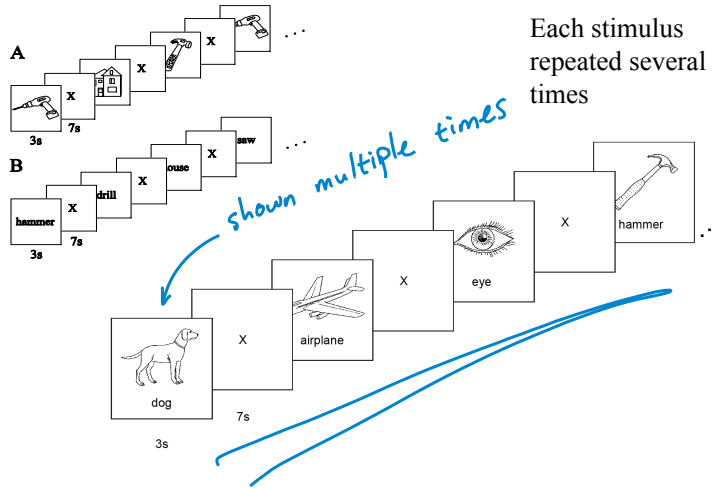 Each stimulus
repeated several
times
A
X
X
X
...
3s
7s
B
hammer
X
drill
X
ouse
X
saw
...
3s
7s
shown multiple times
dog
X
airplane
X
eye
X
hammer
..
3s
7s